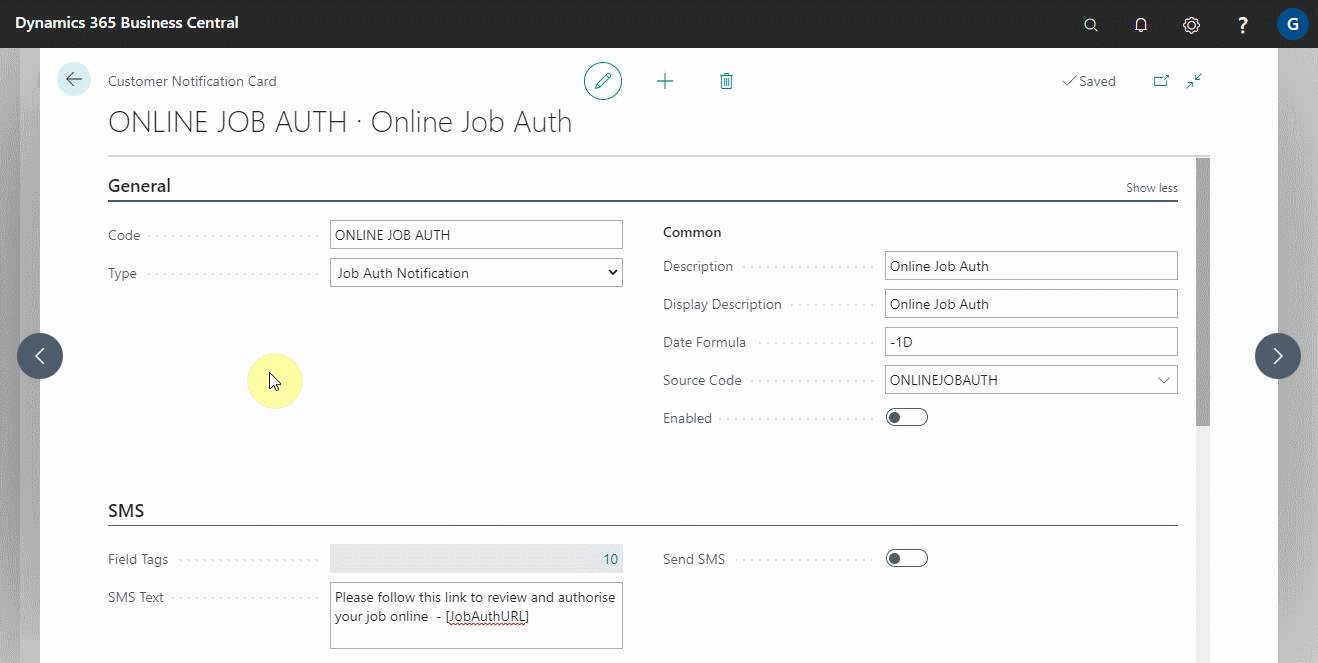 Dynamics 365 Business Central
?
G
Customer Notification Card
Saved
ONLINE JOB AUTH · Online Job Auth
General
Show less
Code
ONLINE JOB AUTH
Type
Job Auth Notification
Common
Description
Online Job Auth
Display Description
Online Job Auth
Date Formula
-1D
Source Code
ONLINEJOBAUTH
Enabled
SMS
Field Tags
10
Send SMS
SMS Text
Please follow this link to review and authorise
your job online  - [JobAuthURL]